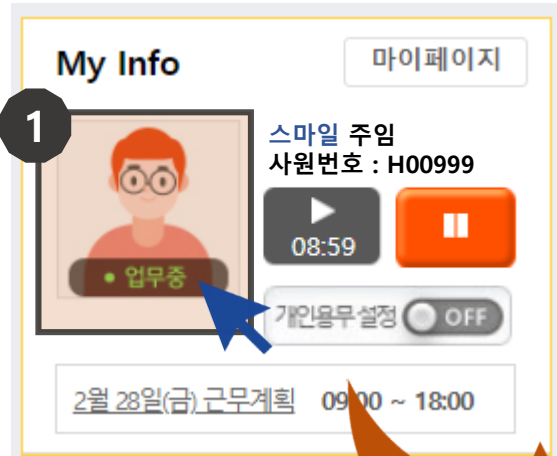 My Info
마이페이지
1
스마일 주임
사원번호 : H00999
08:59
• 업무중
개인용무 설정 OFF
2월 28일(금) 근무계획 09:00 ~ 18:00